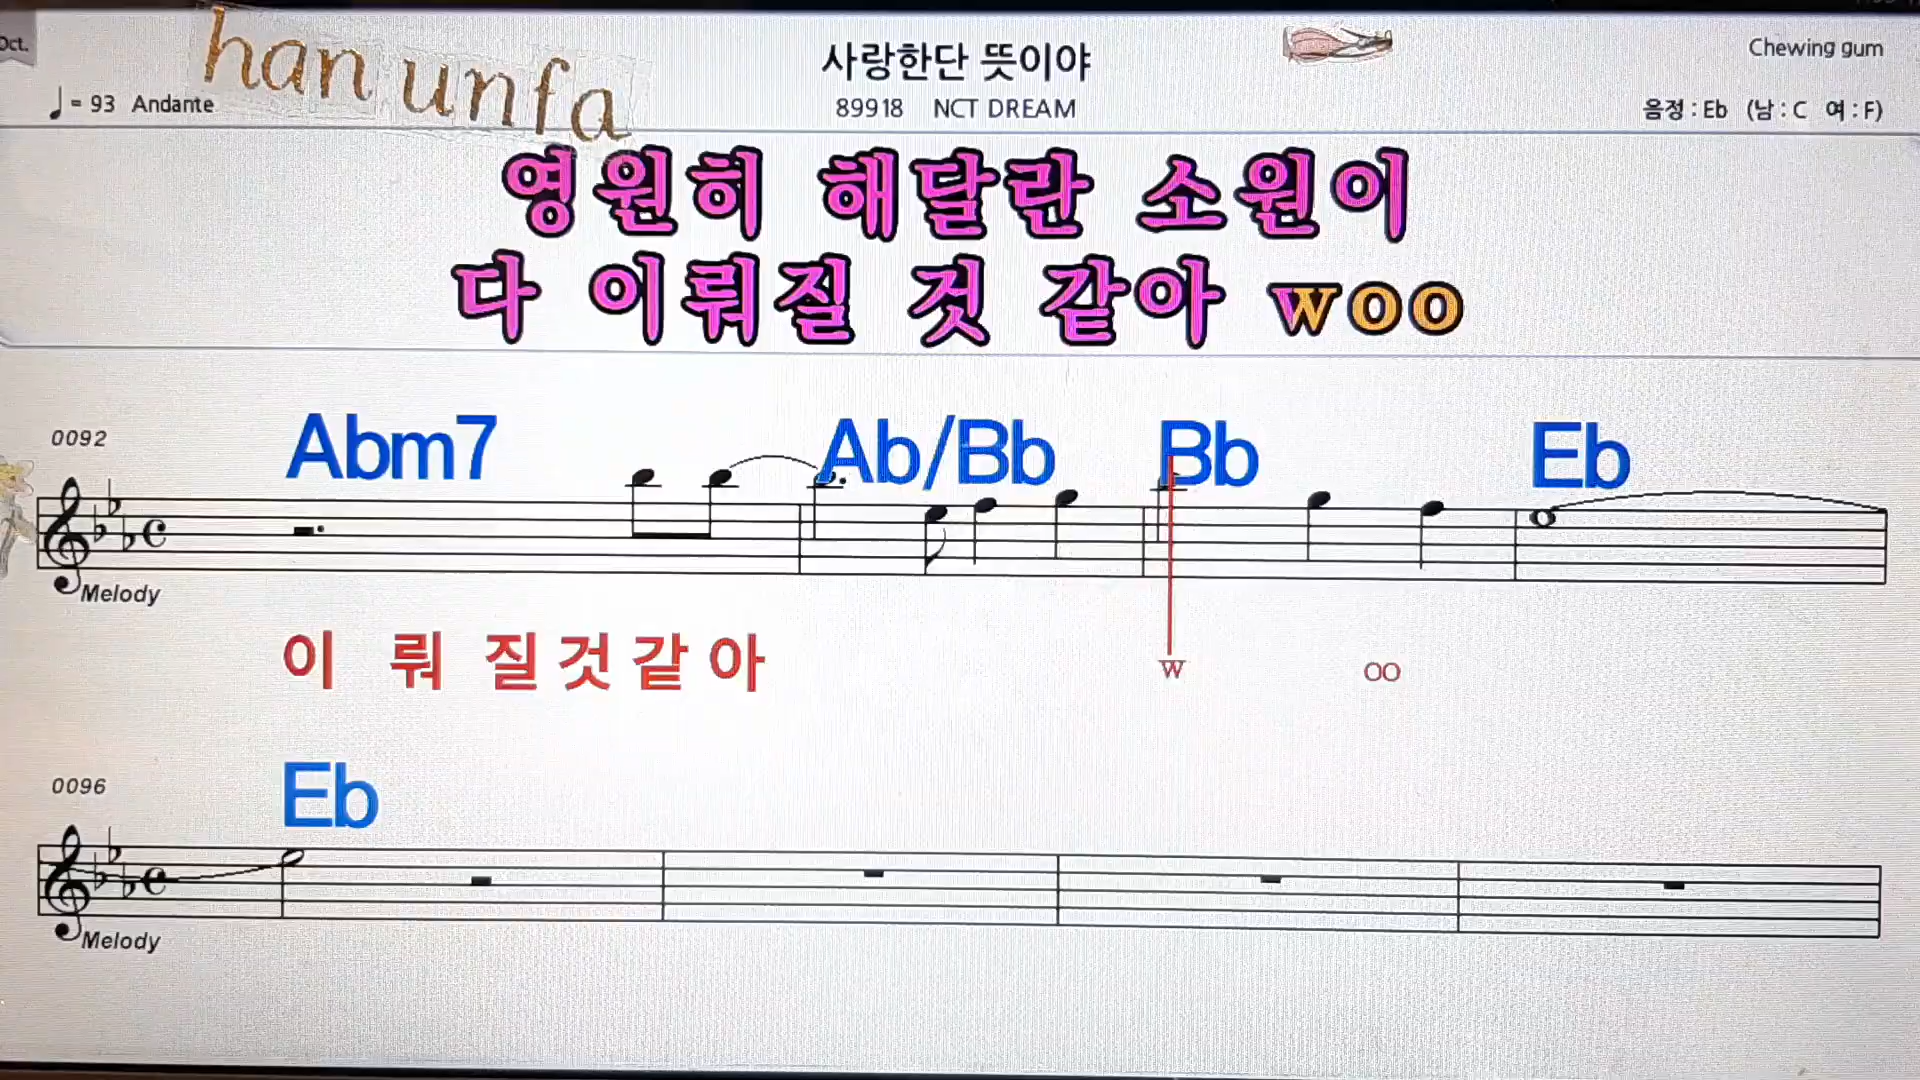 Oct.
han unfa
♩ = 93 Andante
사랑한단 뜻이야
89918 NCT DREAM
Chewing gum
음정 : Eb (남 : C 여 : F)
영원히 해달란 소원이
다 이뤄질 것 같아 woo
0092
Abm7 Ab/Bb Bb Eb
Melody
이 뤄 질 것 같 아 w oo
0096
Eb
Melody